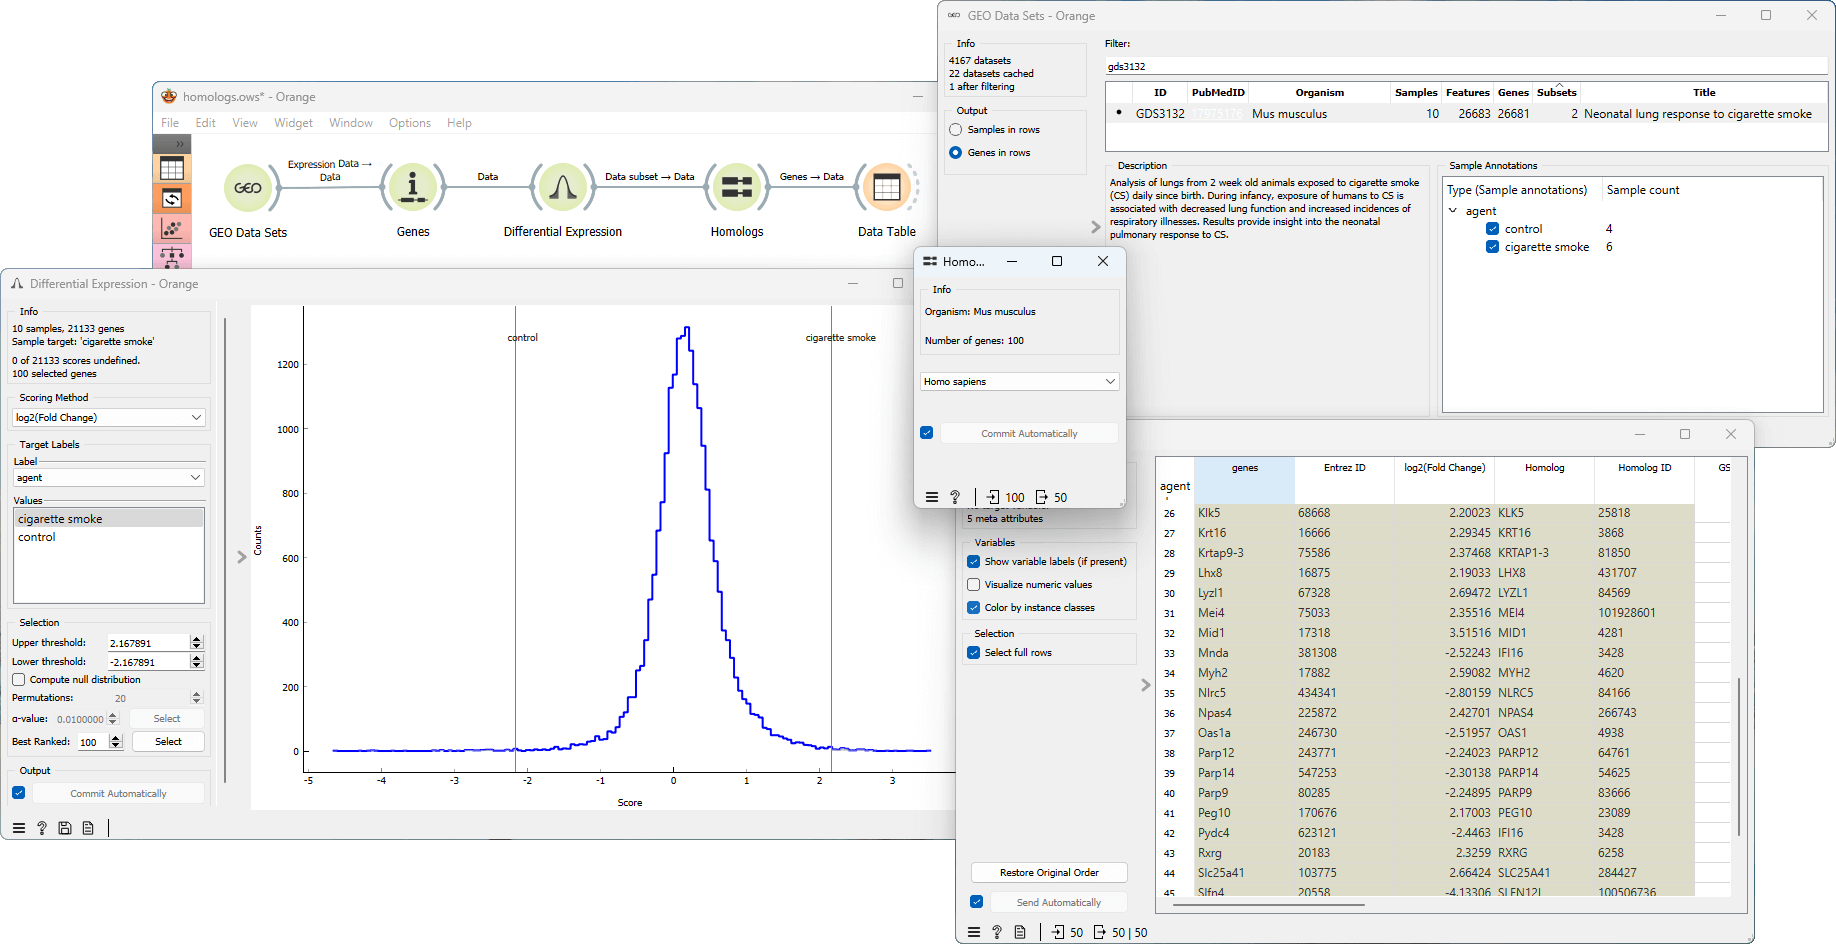 GEO Data Sets - Orange
Info
4167 datasets
22 datasets cached
1 after filtering
Output
Samples in rows
Genes in rows
Filter:
gds3132
ID PubMedID Organism Samples Features Genes Subsets Title
GDS3132 17973176 Mus musculus 10 26683 26681 2 Neonatal lung response to cigarette smoke
Description
Analysis of lungs from 2 week old animals exposed to cigarette smoke
(CS) daily since birth. During infancy, exposure of humans to CS is
associated with decreased lung function and increased incidences of
respiratory illnesses. Results provide insight into the neonatal
pulmonary response to CS.
Sample Annotations
Type (Sample annotations) Sample count
agent
control 4
cigarette smoke 6
homologs.ows* - Orange
File Edit View Widget Window Options Help
GEO
Expression Data → Data
Data
Data subset → Data
Genes → Data
GEO Data Sets
Genes
Differential Expression
Homologs
Data Table
Differential Expression - Orange
Info
10 samples, 21133 genes
Sample target: 'cigarette smoke'
0 of 21133 scores undefined.
100 selected genes
Scoring Method
log2(Fold Change)
Target Labels
Label
agent
Values
cigarette smoke
control
Selection
Upper threshold: 2.167891
Lower threshold: -2.167891
Compute null distribution
Permutations: 20
α-value: 0.0100000 Select
Best Ranked: 100 Select
Output
Commit Automatically
control
cigarette smoke
Counts
1200
1000
800
600
400
200
0
-5 -4 -3 -2 -1 0 1 2 3
Score
Homo...
Info
Organism: Mus musculus
Number of genes: 100
Homo sapiens
Commit Automatically
100 50
5 meta attributes
Variables
Show variable labels (if present)
Visualize numeric values
Color by instance classes
Selection
Select full rows
Restore Original Order
Send Automatically
50 50 | 50
genes Entrez ID log2(Fold Change) Homolog Homolog ID GS
agent
26 Klk5 68668 2.20023 KLK5 25818
27 Krt16 16666 2.29345 KRT16 3868
28 Krtap9-3 75586 2.37468 KRTAP1-3 81850
29 Lhx8 16875 2.19033 LHX8 431707
30 Lyzl1 67328 2.69472 LYZL1 84569
31 Mei4 75033 2.35516 MEI4 101928601
32 Mid1 17318 3.51516 MID1 4281
33 Mnda 381308 -2.52243 IFI16 3428
34 Myh2 17882 2.59082 MYH2 4620
35 Nlrc5 434341 -2.80159 NLRC5 84166
36 Npas4 225872 2.42701 NPAS4 266743
37 Oas1a 246730 -2.51957 OAS1 4938
38 Parp12 243771 -2.24023 PARP12 64761
39 Parp14 547253 -2.30138 PARP14 54625
40 Parp9 80285 -2.24895 PARP9 83666
41 Peg10 170676 2.17003 PEG10 23089
42 Pydc4 623121 -2.4463 IFI16 3428
43 Rxrg 20183 2.3259 RXRG 6258
44 Slc25a41 103775 2.66424 SLC25A41 284427
45 Slfn4 20558 -4.13306 SLFN12L 100506736